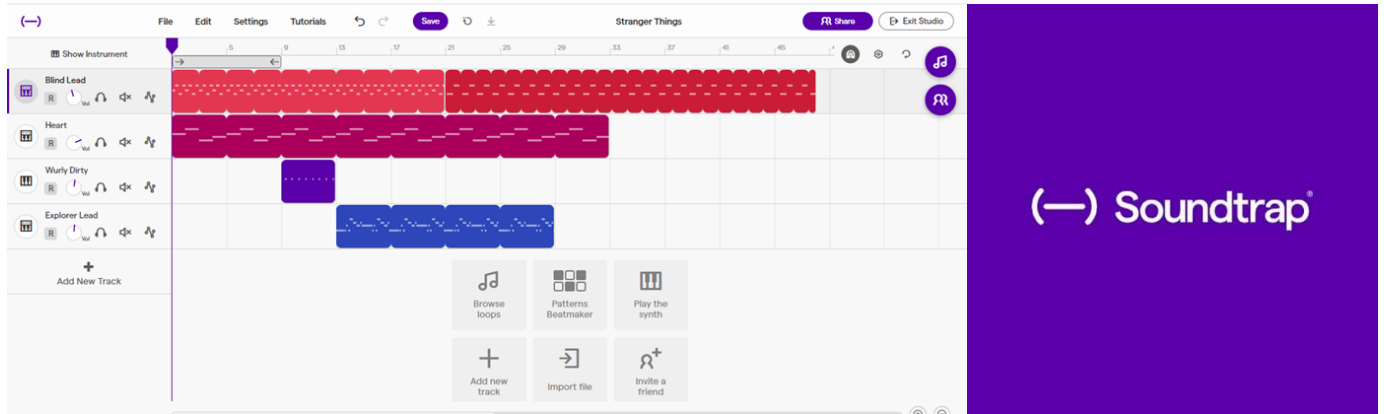 (—)
File Edit Settings Tutorials Save Stranger Things Share Exit Studio
Show Instrument
5 9 13 17 21 25 29 33 37 41 45
Blind Lead
R Vol
Heart
R Vol
Wurly Dirty
R Vol
Explorer Lead
R Vol
Add New Track
Browse
loops
Patterns
Beatmaker
Play the
synth
Add new
track
Import file
Invite a
friend
(—) Soundtrap®